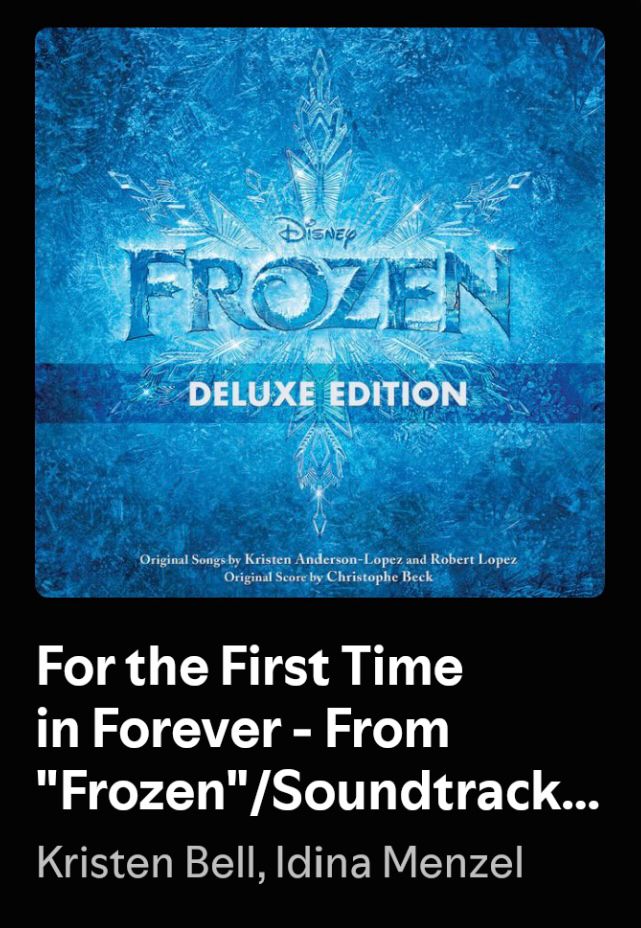 Disney
FROZEN
DELUXE EDITION
Original Songs by Kristen Anderson-Lopez and Robert Lopez
Original Score by Christophe Beck
For the First Time
in Forever - From
"Frozen"/Soundtrack...
Kristen Bell, Idina Menzel